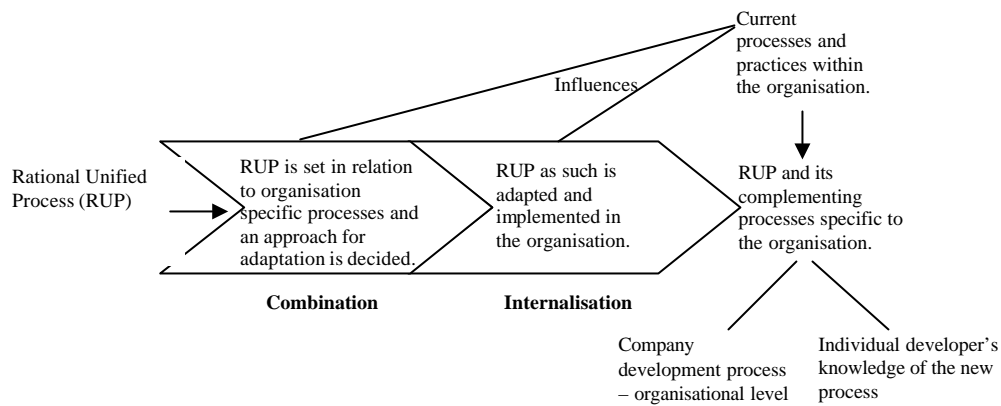 Current
processes and
practices within
the organisation.
Influences
Rational Unified
Process (RUP)
RUP is set in relation
to organisation
specific processes and
an approach for
adaptation is decided.
RUP as such is
adapted and
implemented in
the organisation.
RUP and its
complementing
processes specific to
the organisation.
Combination
Internalisation
Company
development process
– organisational level
Individual developer's
knowledge of the new
process